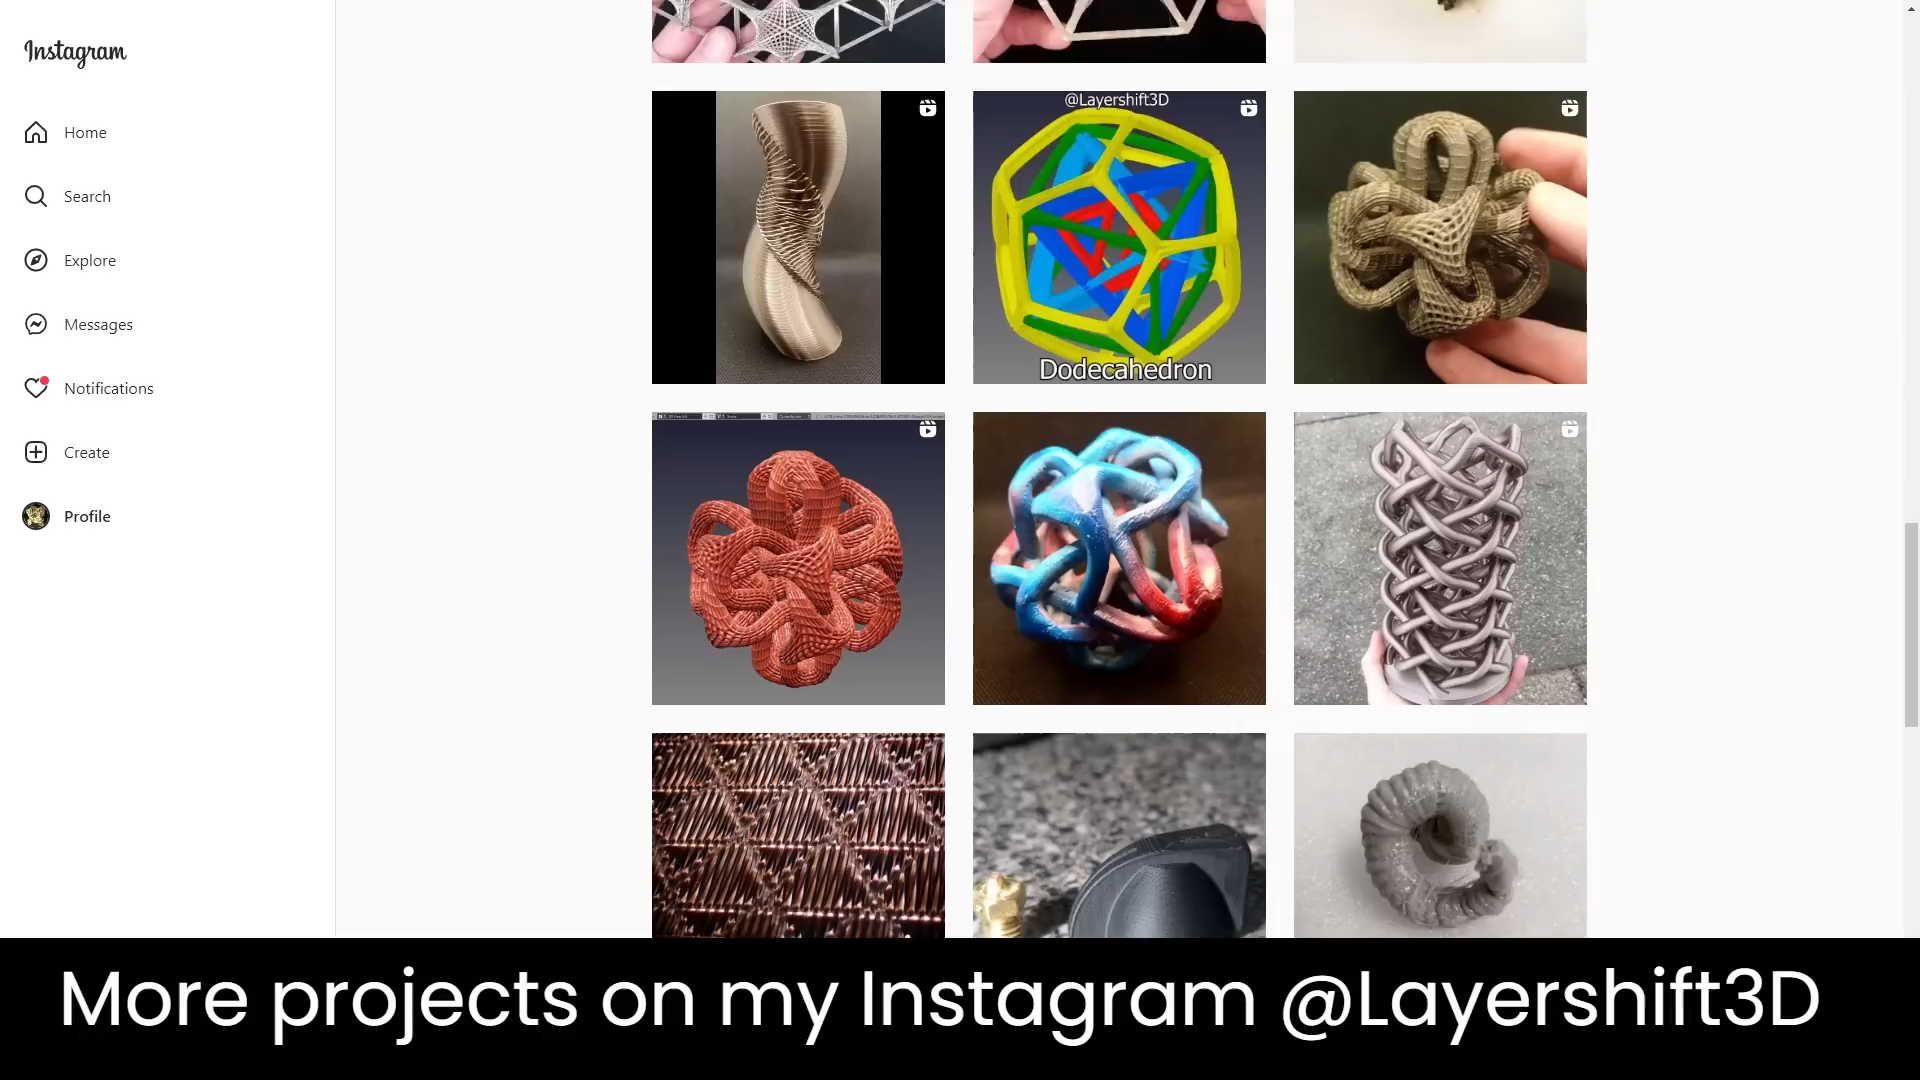 Instagram
Home
Search
Explore
Messages
Notifications
Create
Profile
@Layershift3D
Dodecahedron
More projects on my Instagram @Layershift3D